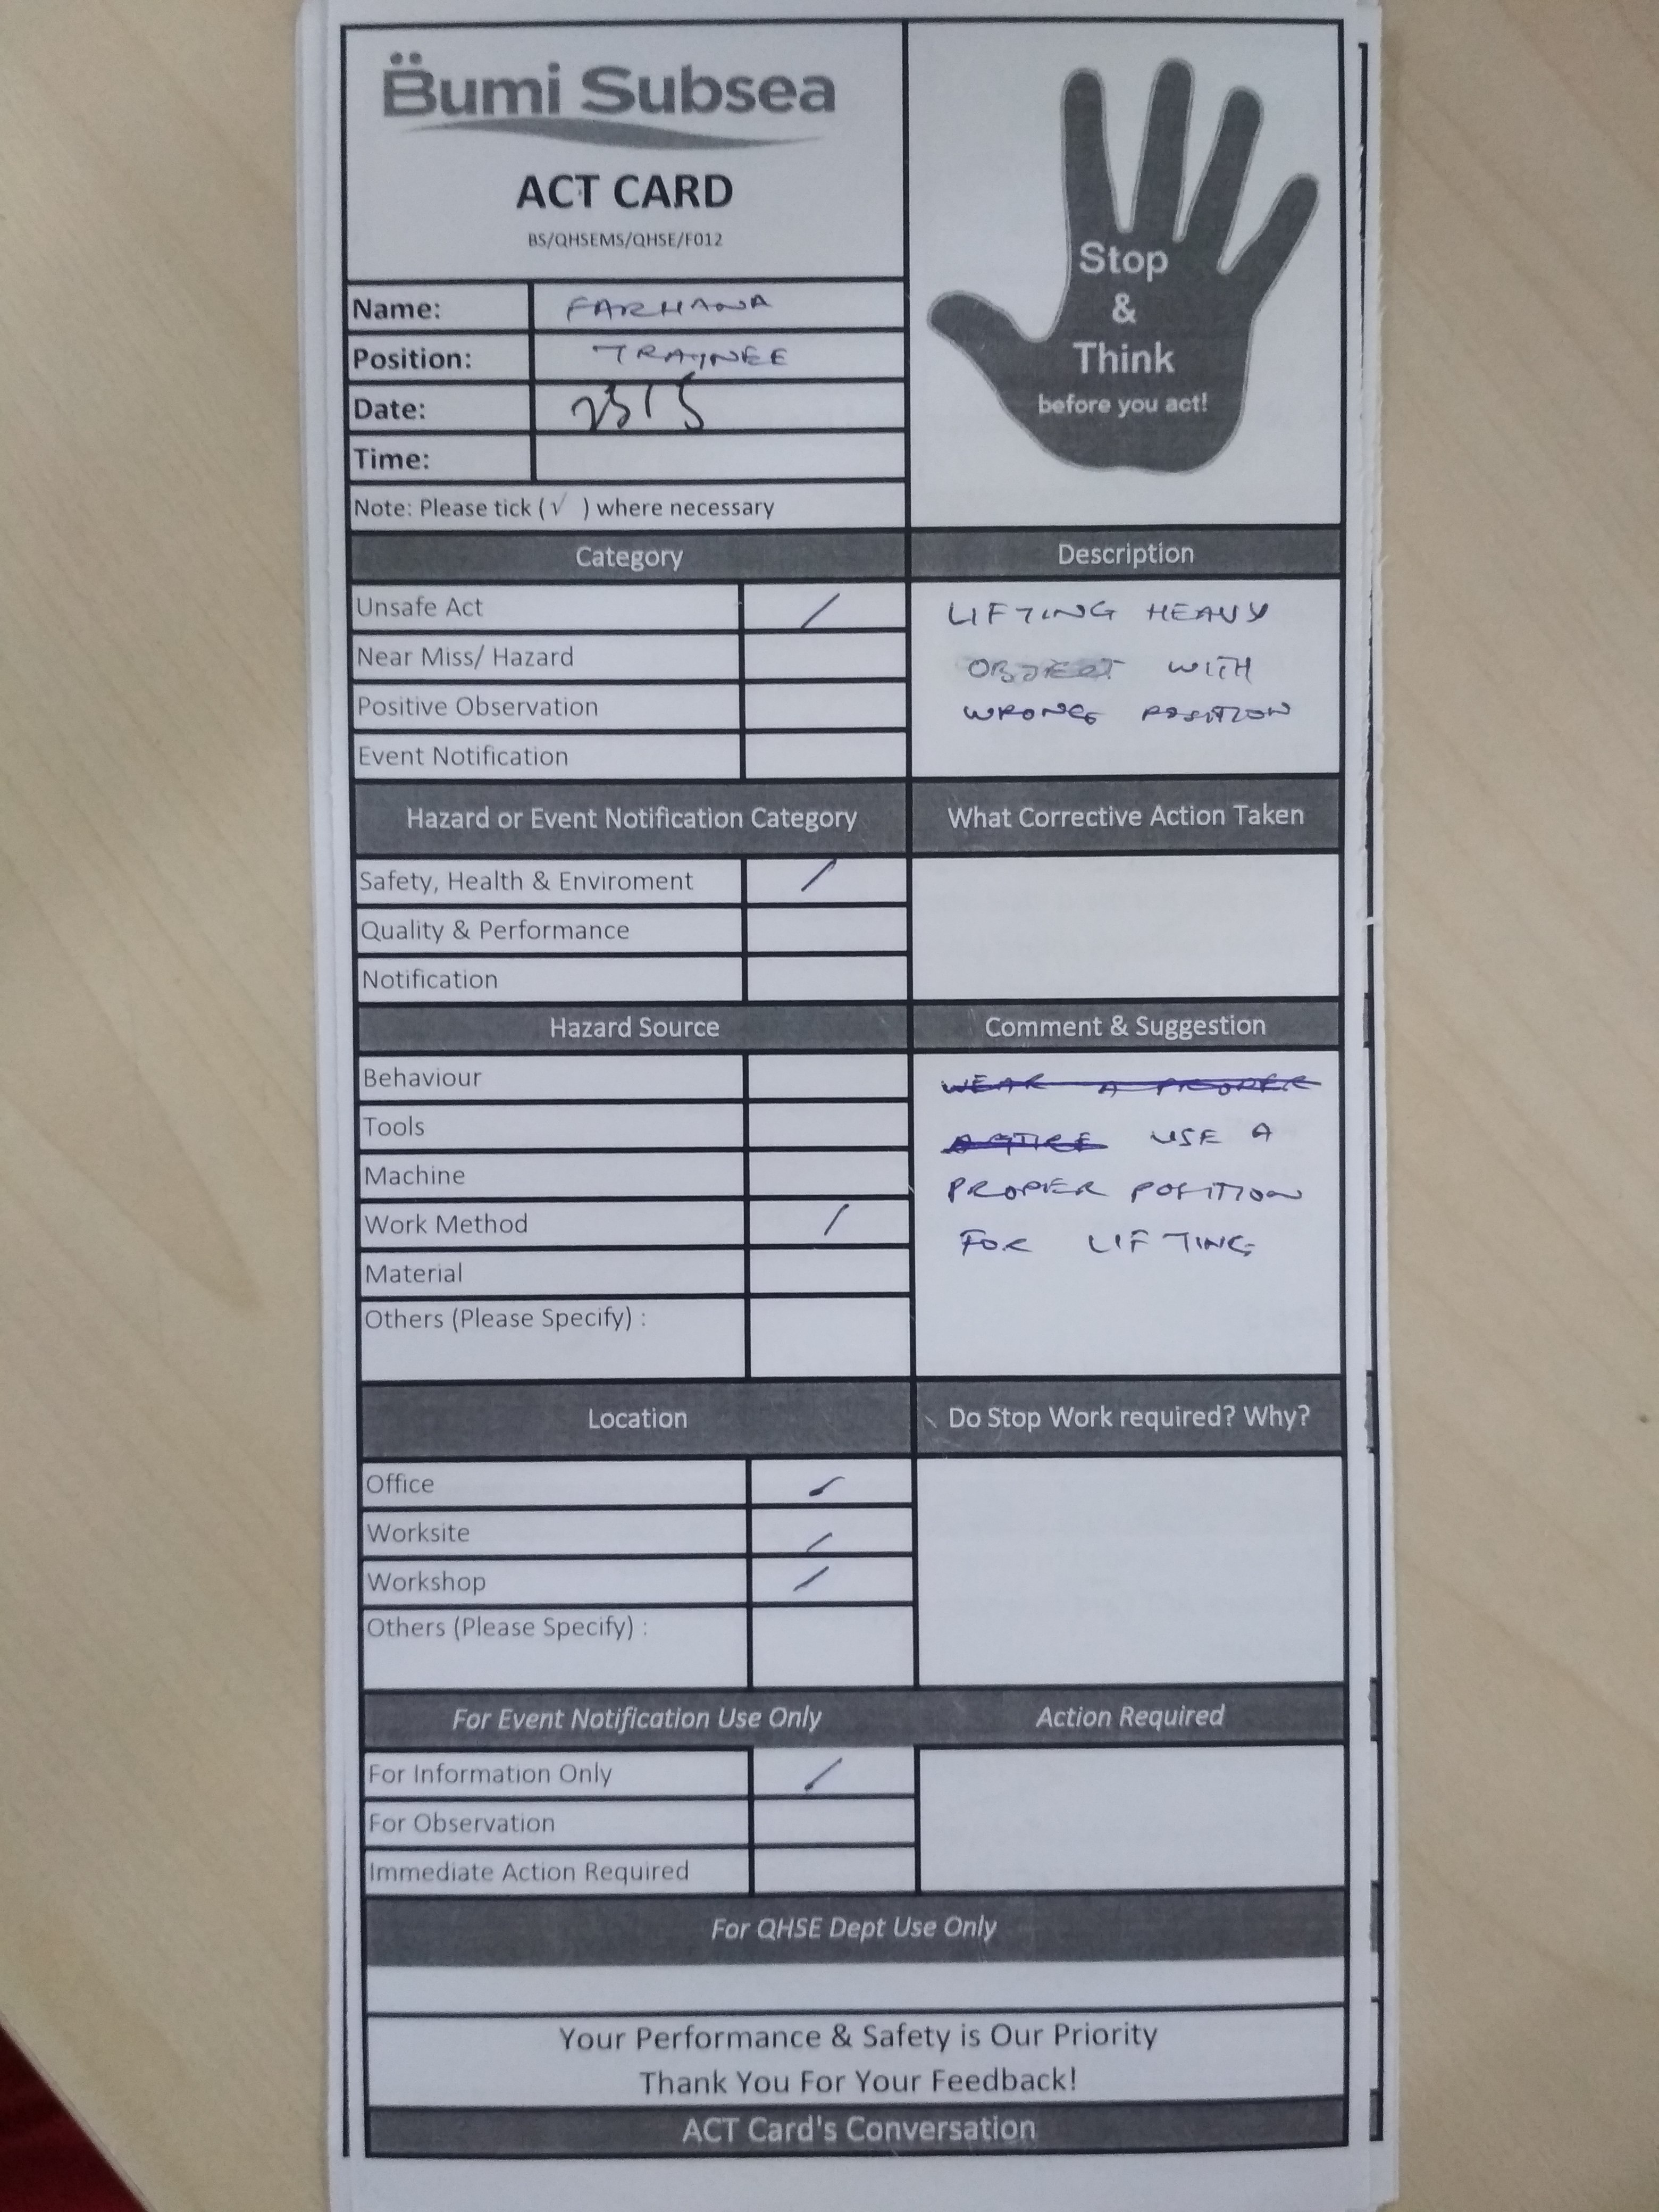 Bumi Subsea
ACT CARD
BS/QHSEMS/QHSE/F012
Stop
&
Think
before you act!
Name: FARHANA
Position: TRAINEE
Date: 25/5
Time:
Note: Please tick (√ ) where necessary
Category
Description
Unsafe Act /
Near Miss/ Hazard
Positive Observation
Event Notification
LIFTING HEAVY
OBJECT WITH
WRONG POSITION
Hazard or Event Notification Category
What Corrective Action Taken
Safety, Health & Enviroment /
Quality & Performance
Notification
Hazard Source
Comment & Suggestion
Behaviour
Tools
Machine
Work Method /
Material
Others (Please Specify) :
WEAR A PROPER
USE A
PROPER POSITION
FOR LIFTING
Location
Do Stop Work required? Why?
Office /
Worksite /
Workshop /
Others (Please Specify) :
For Event Notification Use Only
Action Required
For Information Only /
For Observation
Immediate Action Required
For QHSE Dept Use Only
Your Performance & Safety is Our Priority
Thank You For Your Feedback!
ACT Card's Conversation